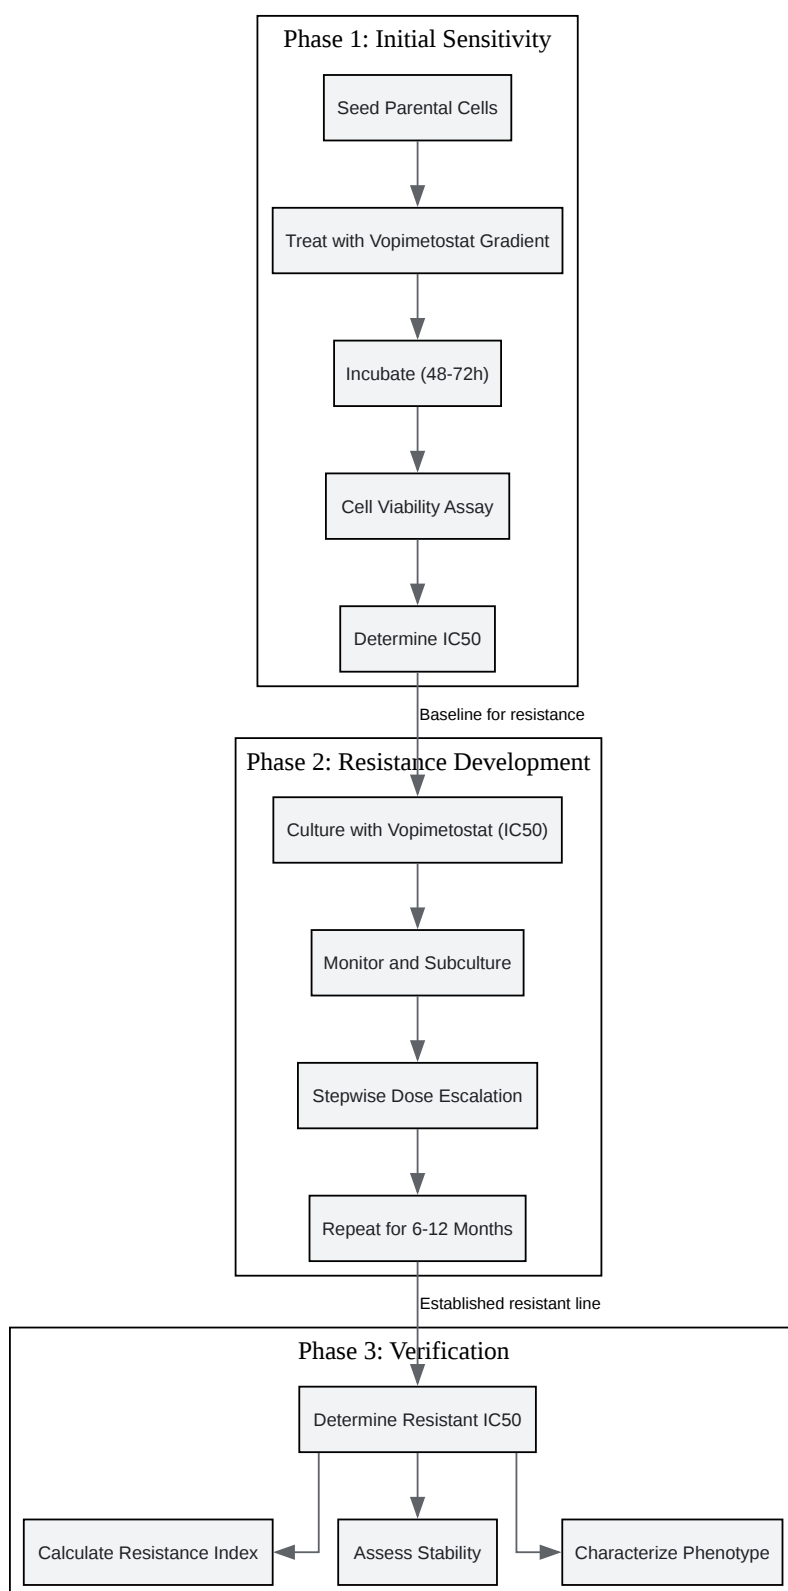 Phase 1: Initial Sensitivity
Seed Parental Cells
Treat with Vopimetostat Gradient
Incubate (48-72h)
Cell Viability Assay
Determine IC50
Baseline for resistance
Phase 2: Resistance Development
Culture with Vopimetostat (IC50)
Monitor and Subculture
Stepwise Dose Escalation
Repeat for 6-12 Months
Established resistant line
Phase 3: Verification
Determine Resistant IC50
Calculate Resistance Index
Assess Stability
Characterize Phenotype